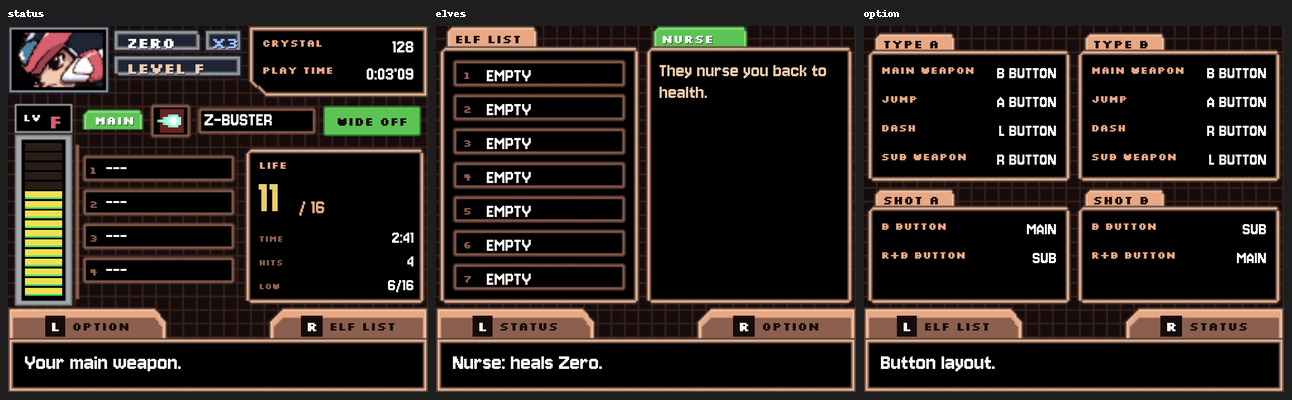 status
ZERO X3
LEVEL F
CRYSTAL 128
PLAY TIME 0:03'09
LV F
MAIN
Z-BUSTER
WIDE OFF
1 ---
2 ---
3 ---
4 ---
LIFE
11 / 16
TIME 2:41
HITS 4
LOW 6/16
L OPTION
R ELF LIST
Your main weapon.
elves
ELF LIST
1 EMPTY
2 EMPTY
3 EMPTY
4 EMPTY
5 EMPTY
6 EMPTY
7 EMPTY
NURSE
They nurse you back to
health.
L STATUS
R OPTION
Nurse: heals Zero.
option
TYPE A
MAIN WEAPON B BUTTON
JUMP A BUTTON
DASH L BUTTON
SUB WEAPON R BUTTON
TYPE B
MAIN WEAPON B BUTTON
JUMP A BUTTON
DASH R BUTTON
SUB WEAPON L BUTTON
SHOT A
B BUTTON MAIN
R+B BUTTON SUB
SHOT B
B BUTTON SUB
R+B BUTTON MAIN
L ELF LIST
R STATUS
Button layout.